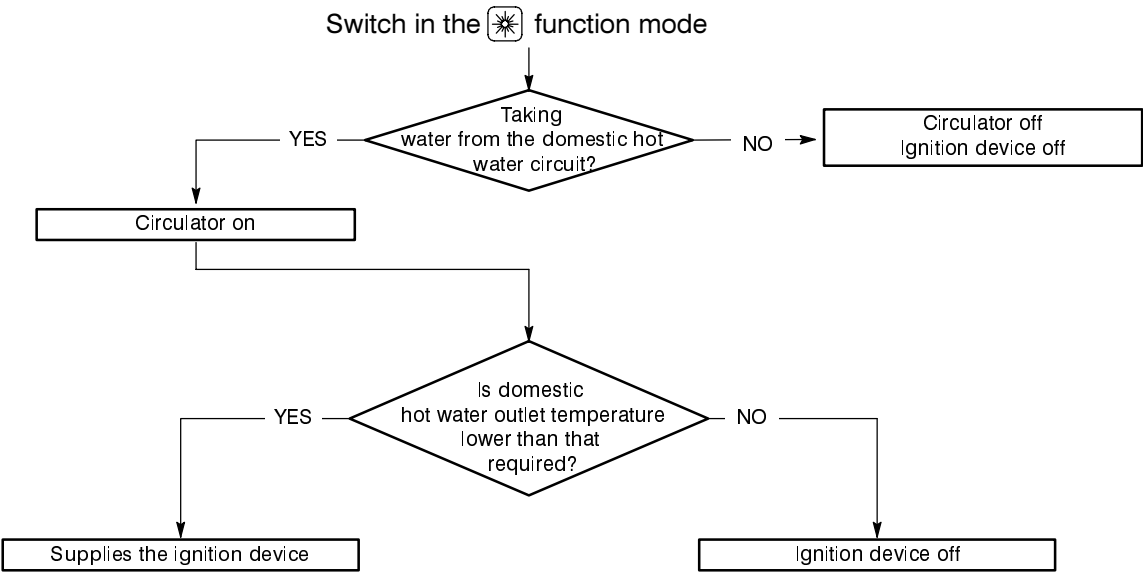 Switch in the function mode
Taking
water from the domestic hot
water circuit?
YES
NO
Circulator off
Ignition device off
Circulator on
Is domestic
hot water outlet temperature
lower than that
required?
YES
NO
Supplies the ignition device
Ignition device off